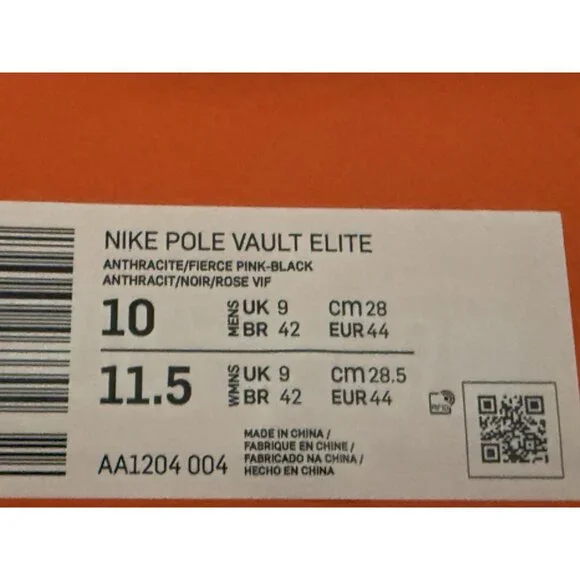 NIKE POLE VAULT ELITE
ANTHRACITE/FIERCE PINK-BLACK
ANTHRACIT/NOIR/ROSE VIF
10 MENS UK 9 CM 28
BR 42 EUR 44
11.5 WMNS UK 9 CM 28.5
BR 42 EUR 44
MADE IN CHINA /
FABRIQUE EN CHINE /
FABRICADO NA CHINA /
HECHO EN CHINA
AA1204 004